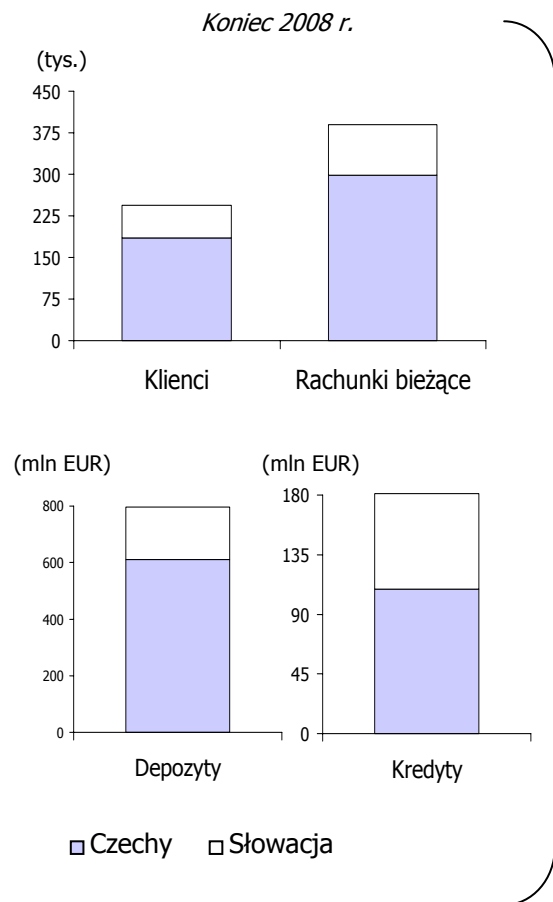 Koniec 2008 r.
(tys.)
450
375
300
225
150
75
0
Klienci Rachunki bieżące
(mln EUR)
800
600
400
200
0
Depozyty
(mln EUR)
180
135
90
45
0
Kredyty
Czechy Słowacja